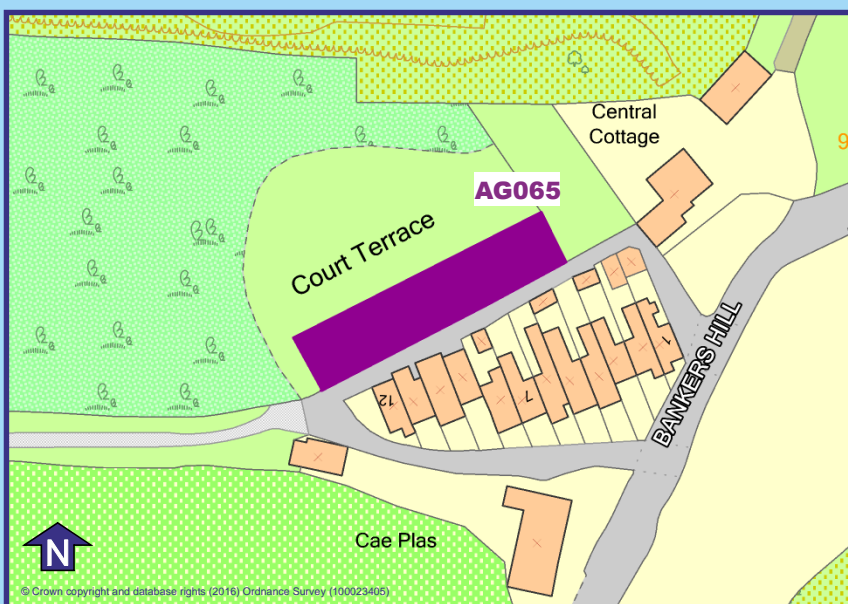 Central
Cottage
9
AG065
Court Terrace
BANKERS HILL
1
7
12
Cae Plas
N
© Crown copyright and database rights (2016) Ordnance Survey (100023405)